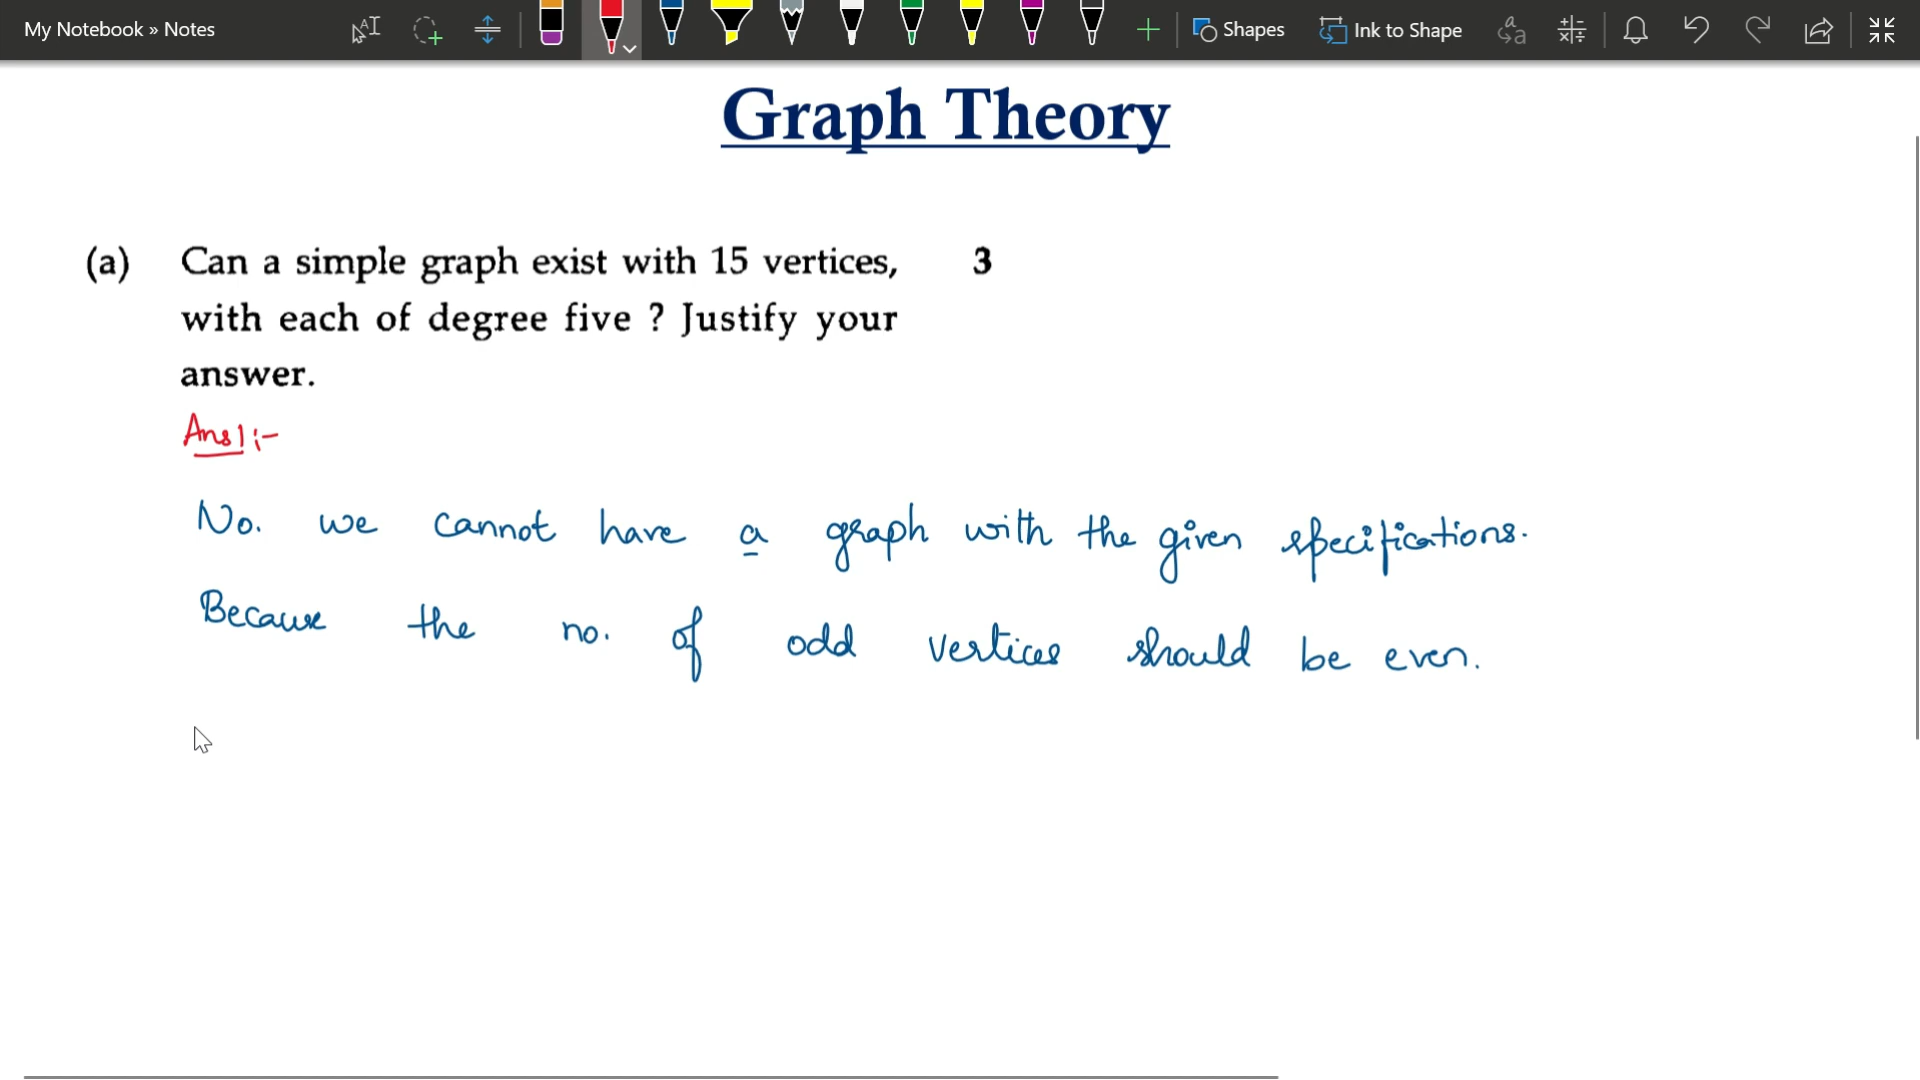 My Notebook » Notes
Shapes
Ink to Shape
Graph Theory
(a) Can a simple graph exist with 15 vertices, 3
with each of degree five ? Justify your
answer.
Ans1:-
No. we cannot have a graph with the given specifications.
Because the no. of odd vertices should be even.